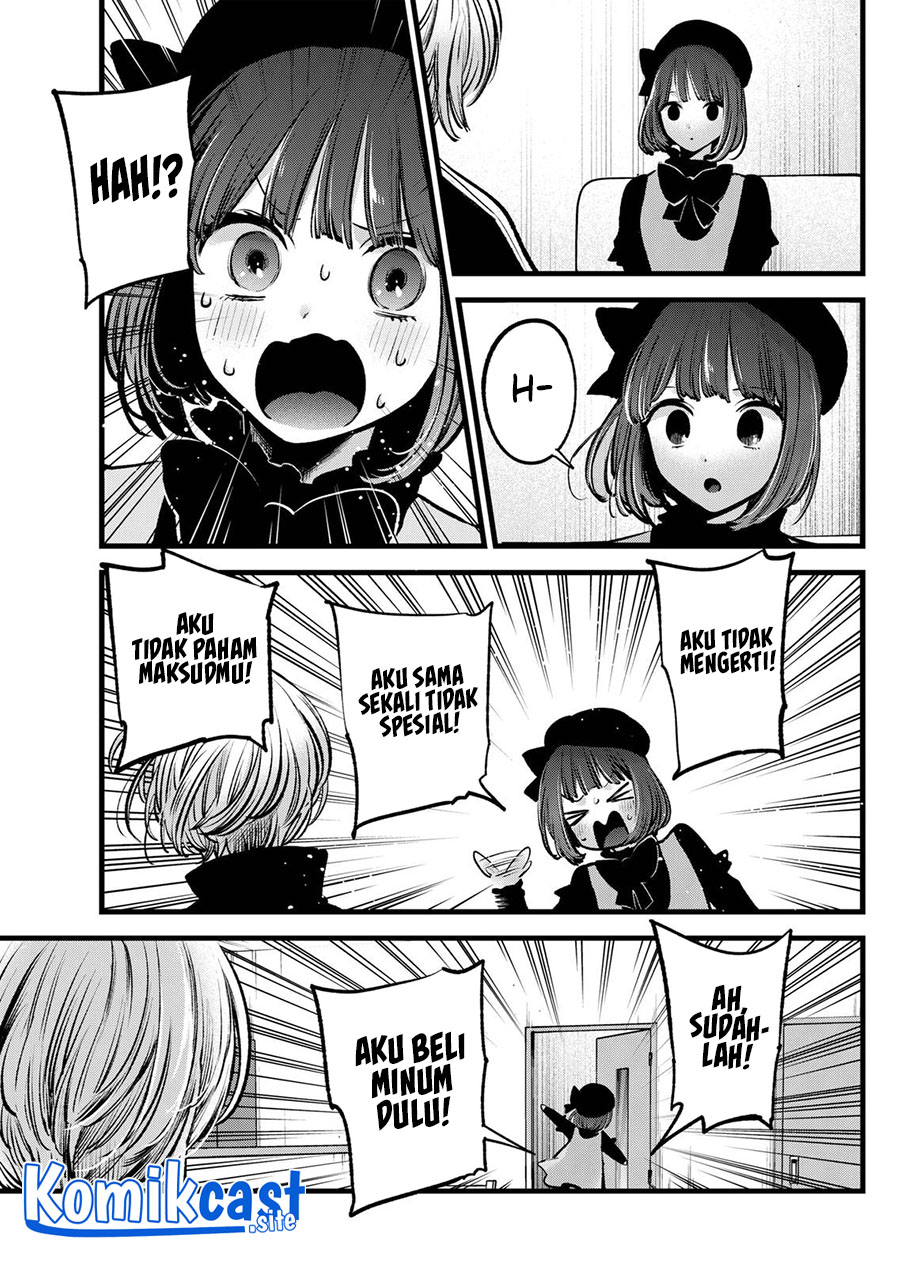 H-
HAH!?
AKU TIDAK
MENGERTI!
AKU SAMA
SEKALI TIDAK
SPESIAL!
AKU
TIDAK PAHAM
MAKSUDMU!
AH,
SUDAH-
LAH!
AKU BELI
MINUM
DULU!
Komikcast
.site